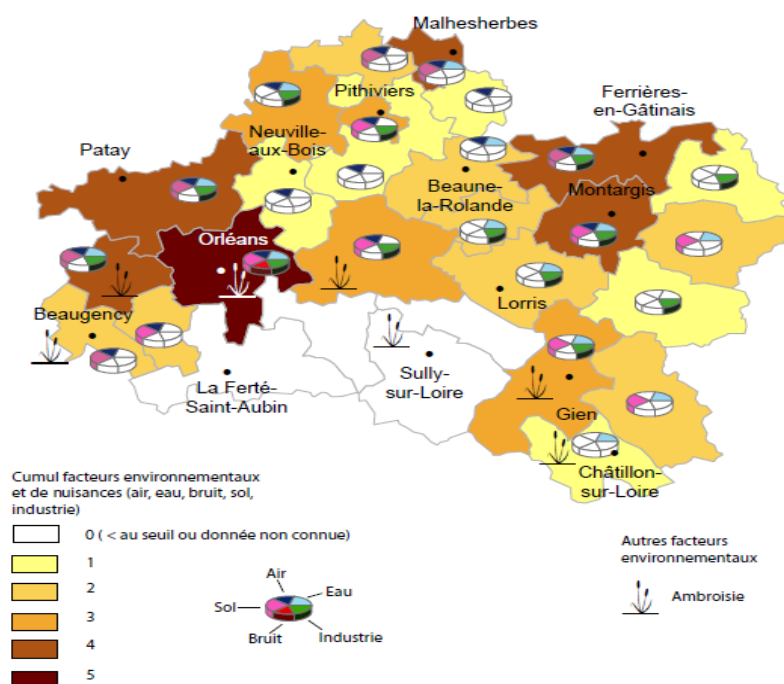 Malhesherbes
Pithiviers
Ferrières-
en-Gâtinais
Neuville-
aux-Bois
Patay
Beaune-
la-Rolande
Montargis
Orléans
Lorris
Beaugency
La Ferté-
Saint-Aubin
Sully-
sur-Loire
Gien
Châtillon-
sur-Loire
Cumul facteurs environnementaux
et de nuisances (air, eau, bruit, sol,
industrie)
0 ( < au seuil ou donnée non connue)
1
2
3
4
5
Air
Eau
Sol
Bruit
Industrie
Autres facteurs
environnementaux
Ambroisie